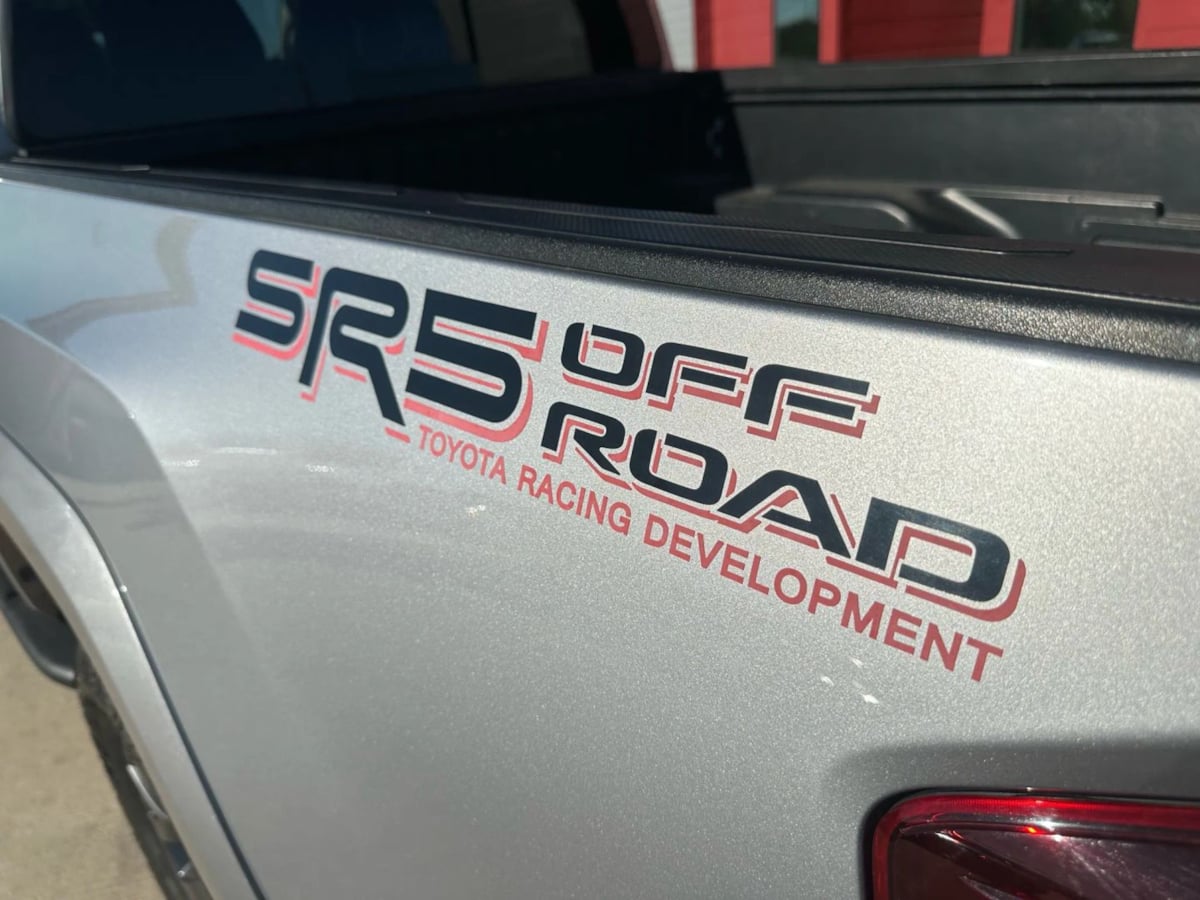 SR5 OFF
ROAD
TOYOTA RACING DEVELOPMENT